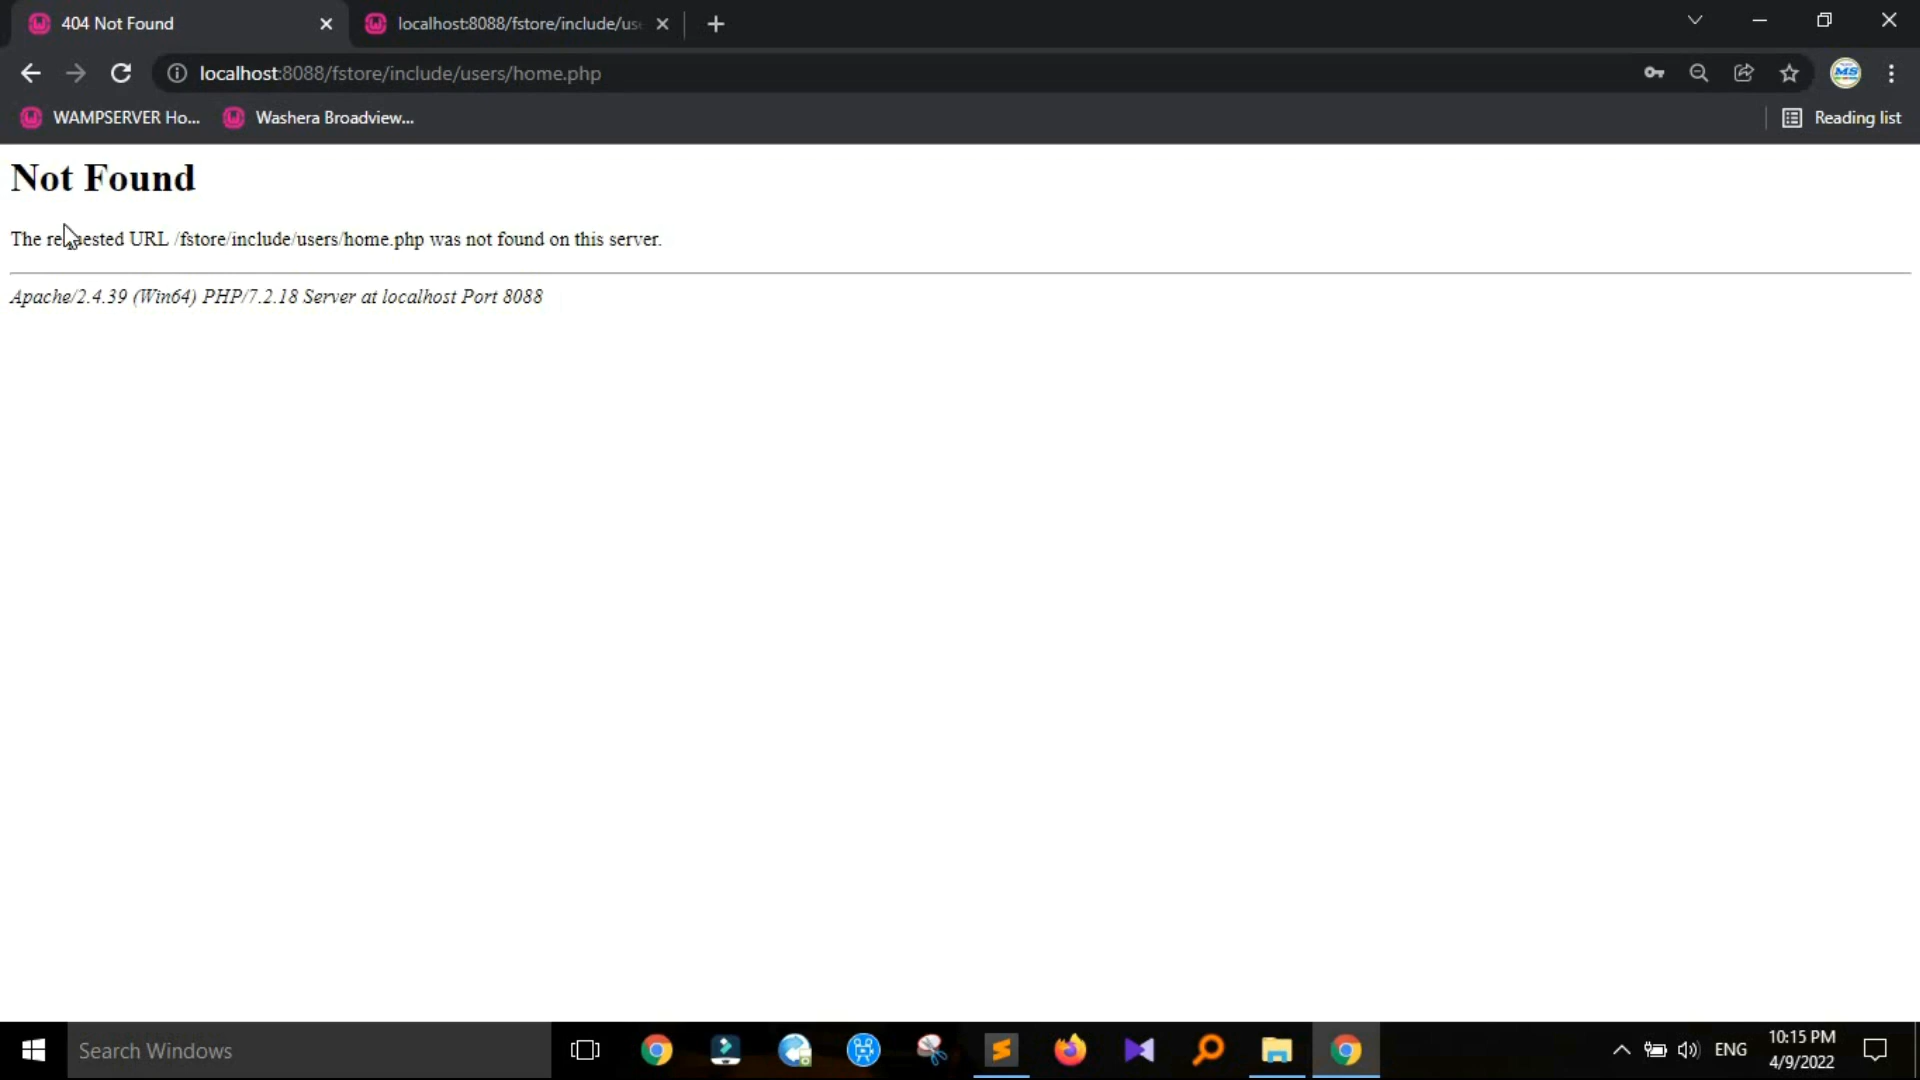 404 Not Found
localhost:8088/fstore/include/us
localhost:8088/fstore/include/users/home.php
WAMPSERVER Ho...
Washera Broadview...
Reading list
Not Found
The requested URL /fstore/include/users/home.php was not found on this server.
Apache/2.4.39 (Win64) PHP/7.2.18 Server at localhost Port 8088
Search Windows
ENG
10:15 PM
4/9/2022
MS